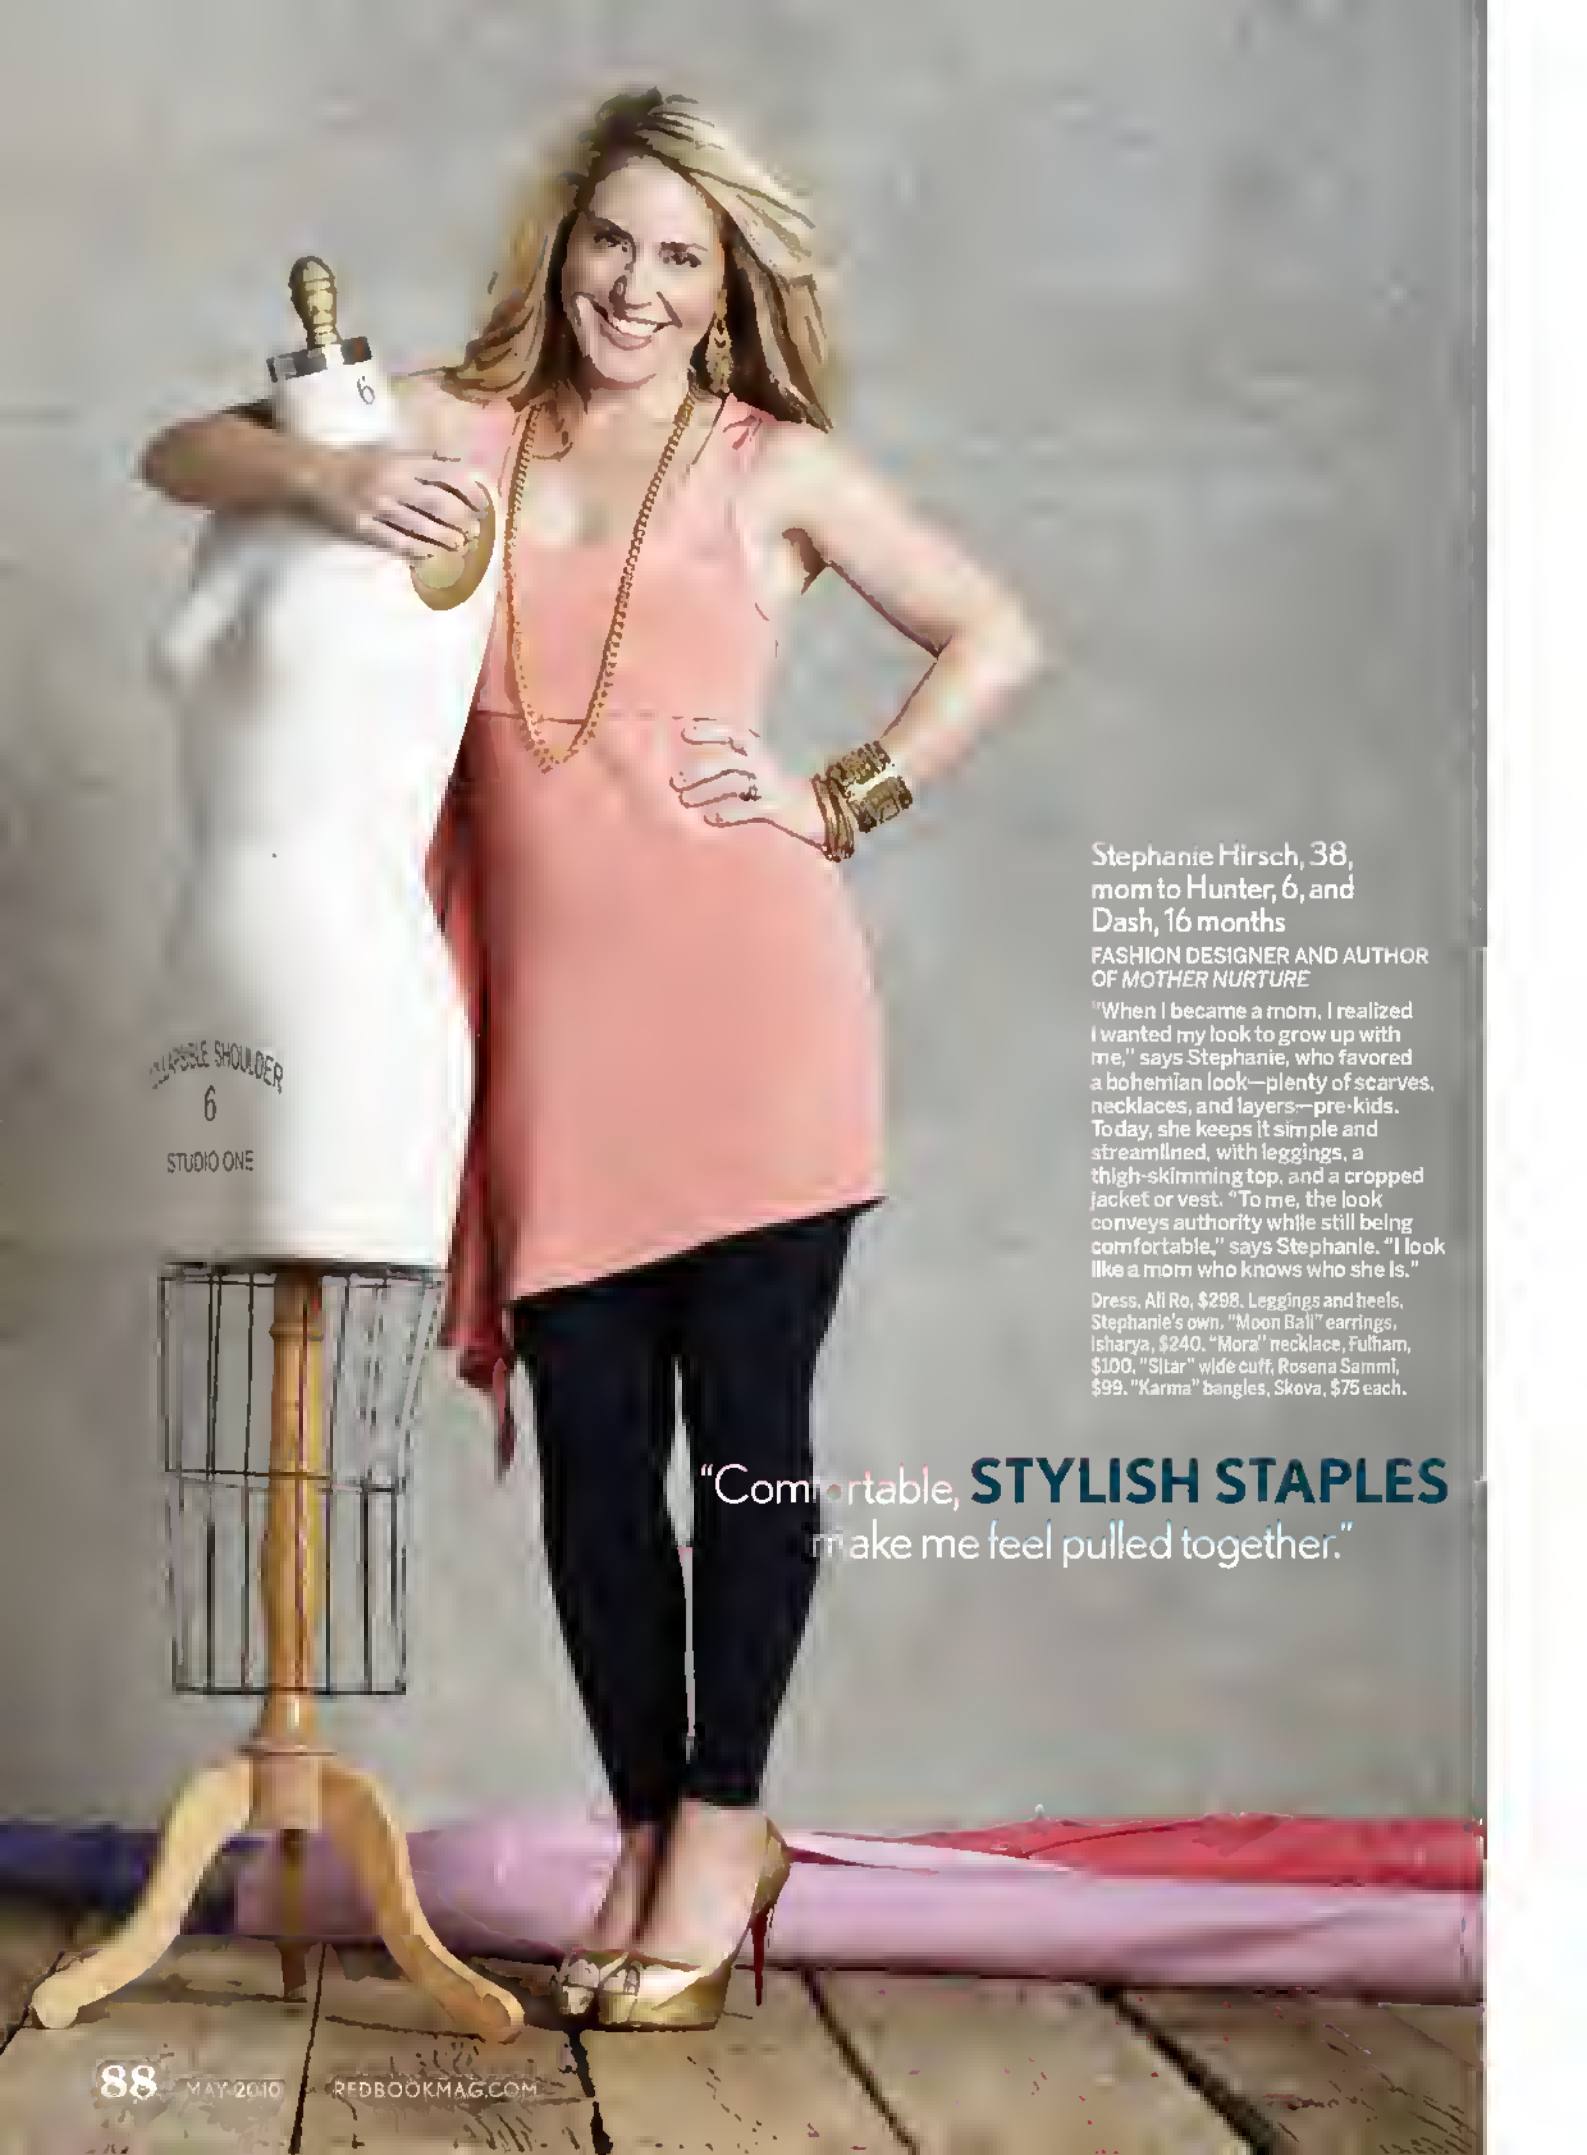 6
Stephanie Hirsch, 38,
mom to Hunter, 6, and
Dash, 16 months
FASHION DESIGNER AND AUTHOR
OF MOTHER NURTURE
"When I became a mom, I realized
I wanted my look to grow up with
me," says Stephanie, who favored
a bohemian look—plenty of scarves,
necklaces, and layers—pre-kids.
Today, she keeps it simple and
streamlined, with leggings, a
thigh-skimming top, and a cropped
jacket or vest. "To me, the look
conveys authority while still being
comfortable," says Stephanie. "I look
like a mom who knows who she is."
Dress, Ali Ro, $298. Leggings and heels,
Stephanie's own. "Moon Bali" earrings,
Isharya, $240. "Mora" necklace, Fulham,
$100. "Sitar" wide cuff, Rosena Sammi,
$99. "Karma" bangles, Skova, $75 each.
SHOULDER
6
STUDIO ONE
"Comfortable, STYLISH STAPLES
make me feel pulled together."
88 MAY 2010 REDBOOKMAG.COM